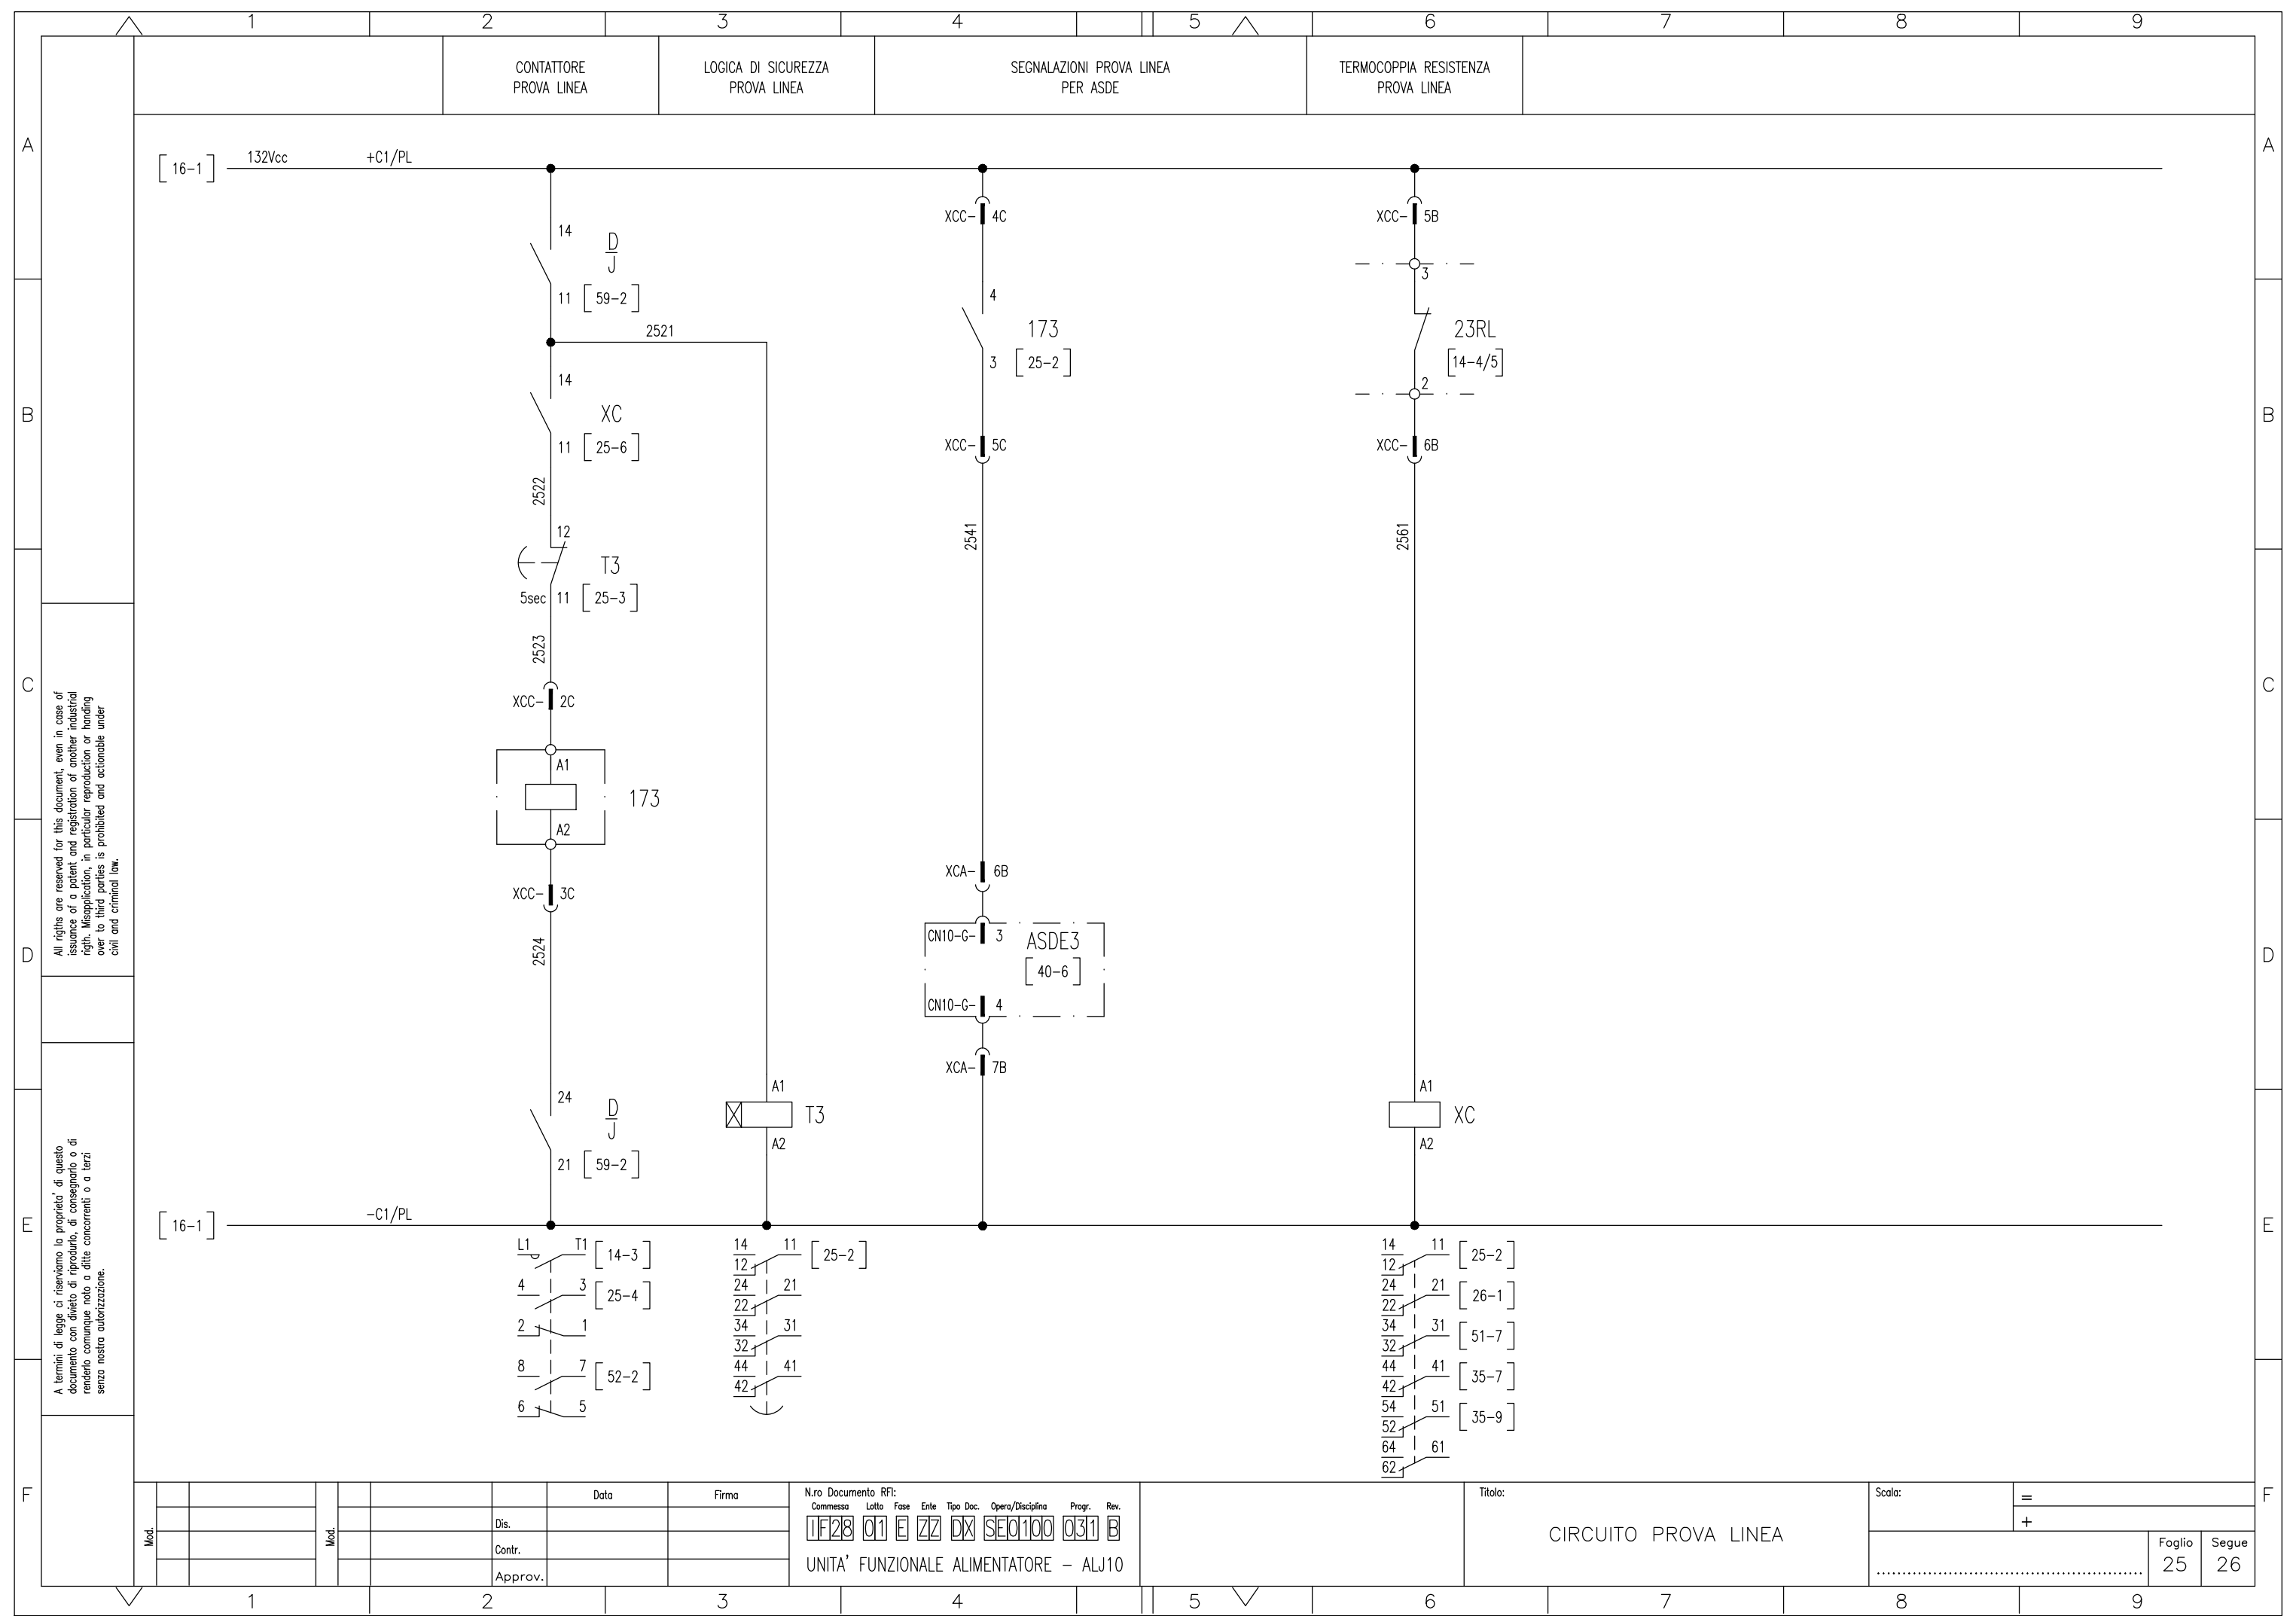 1 2 3 4 5 6 7 8 9
CONTATTORE
PROVA LINEA
LOGICA DI SICUREZZA
PROVA LINEA
SEGNALAZIONI PROVA LINEA
PER ASDE
TERMOCOPPIA RESISTENZA
PROVA LINEA
A A
[16-1] 132Vcc +C1/PL
XCC- 4C
XCC- 5B
14
D
J
11 [59-2]
3
4
2521
173
3 [25-2]
23RL
[14-4/5]
2
14
XC
11 [25-6]
B B
XCC- 5C
XCC- 6B
2522
2541
2561
12
T3
5sec 11 [25-3]
2523
C C
XCC- 2C
A1
173
A2
XCC- 3C
XCA- 6B
2524
CN10-G- 3 ASDE3
[40-6]
D D
CN10-G- 4
XCA- 7B
24
D
J
21 [59-2]
A1
T3
A2
A1
XC
A2
E E
[16-1] -C1/PL
L1 T1 [14-3]
4 3 [25-4]
2 1
8 7 [52-2]
6 5
14 11 [25-2]
12
24 21
22
34 31
32
44 41
42
14 11 [25-2]
12
24 21 [26-1]
22
34 31 [51-7]
32
44 41 [35-7]
42
54 51 [35-9]
52
64 61
62
F F
All rigths are reserved for this document, even in case of
issuance of a patent and registration of another industrial
rigth. Misapplication, in particular reproduction or handing
over to third parties is prohibited and actionable under
civil and criminal law.
A termini di legge ci riserviamo la proprieta' di questo
documento con divieto di riprodurlo, di consegnarlo o di
renderlo comunque noto a ditte concorrenti o a terzi
senza nostra autorizzazione.
Mod. Mod.
Data Firma
Dis.
Contr.
Approv.
N.ro Documento RFI:
Commessa Lotto Fase Ente Tipo Doc. Opera/Disciplina Progr. Rev.
IF28 01 E ZZ DX SE0100 031 B
UNITA' FUNZIONALE ALIMENTATORE - ALJ10
Titolo:
CIRCUITO PROVA LINEA
Scala:
=
+
Foglio Segue
25 26
1 2 3 4 5 6 7 8 9